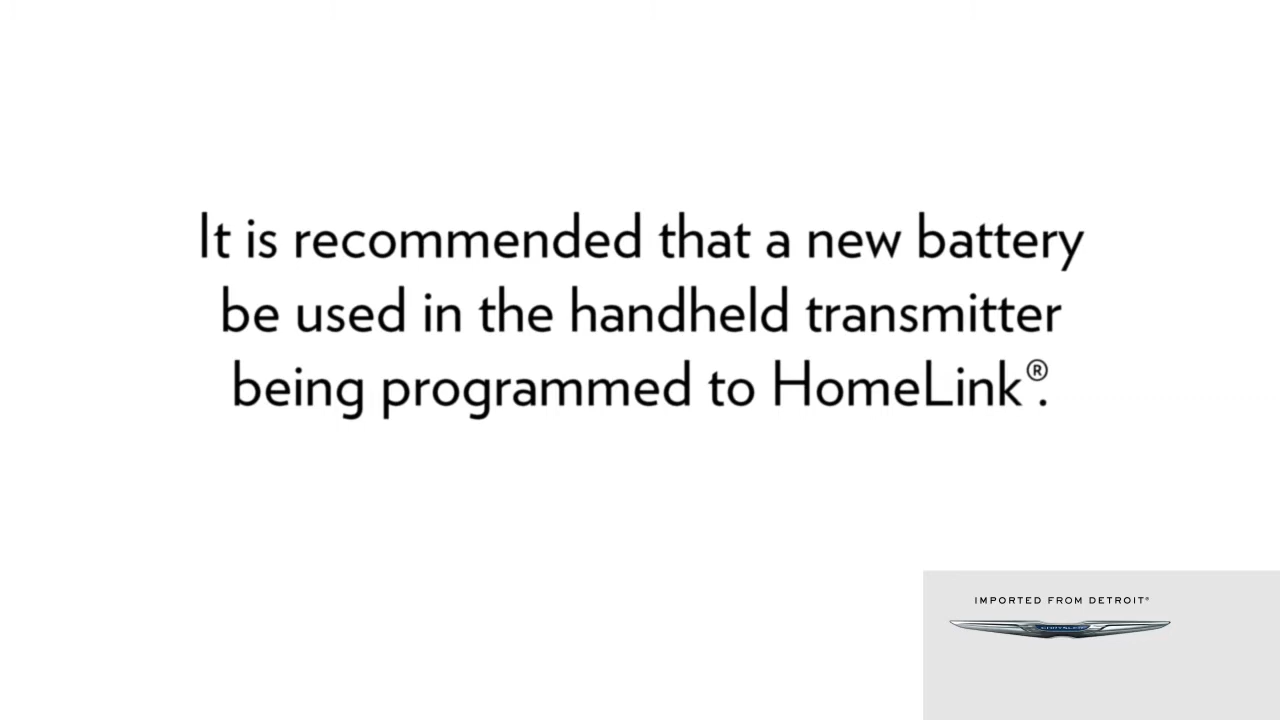 It is recommended that a new battery
be used in the handheld transmitter
being programmed to HomeLink®.
IMPORTED FROM DETROIT®
CHRYSLER